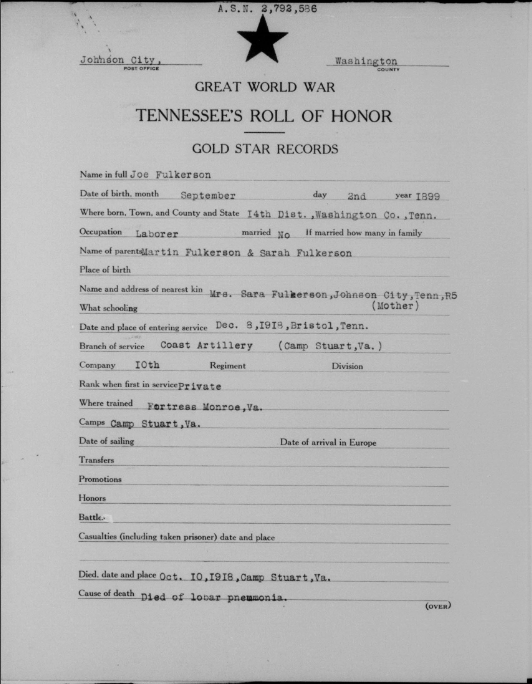 A.S.N. 2,792,586
Johnson City, Washington
POST OFFICE COUNTY
GREAT WORLD WAR
TENNESSEE'S ROLL OF HONOR
GOLD STAR RECORDS
Name in full Joe Fulkerson
Date of birth, month September day 2nd year 1899
Where born, Town, and County and State I4th Dist.,Washington Co.,Tenn.
Occupation Laborer married No If married how many in family
Name of parents Martin Fulkerson & Sarah Fulkerson
Place of birth
Name and address of nearest kin Mrs. Sara Fulkerson,Johnson City,Tenn,R5
What schooling (Mother)
Date and place of entering service Dec. 8,I9I8,Bristol,Tenn.
Branch of service Coast Artillery (Camp Stuart,Va.)
Company I0th Regiment Division
Rank when first in service Private
Where trained Fortress Monroe,Va.
Camps Camp Stuart,Va.
Date of sailing Date of arrival in Europe
Transfers
Promotions
Honors
Battle
Casualties (including taken prisoner) date and place
Died, date and place Oct. I0,I9I8,Camp Stuart,Va.
Cause of death Died of lobar pneumonia.
(OVER)